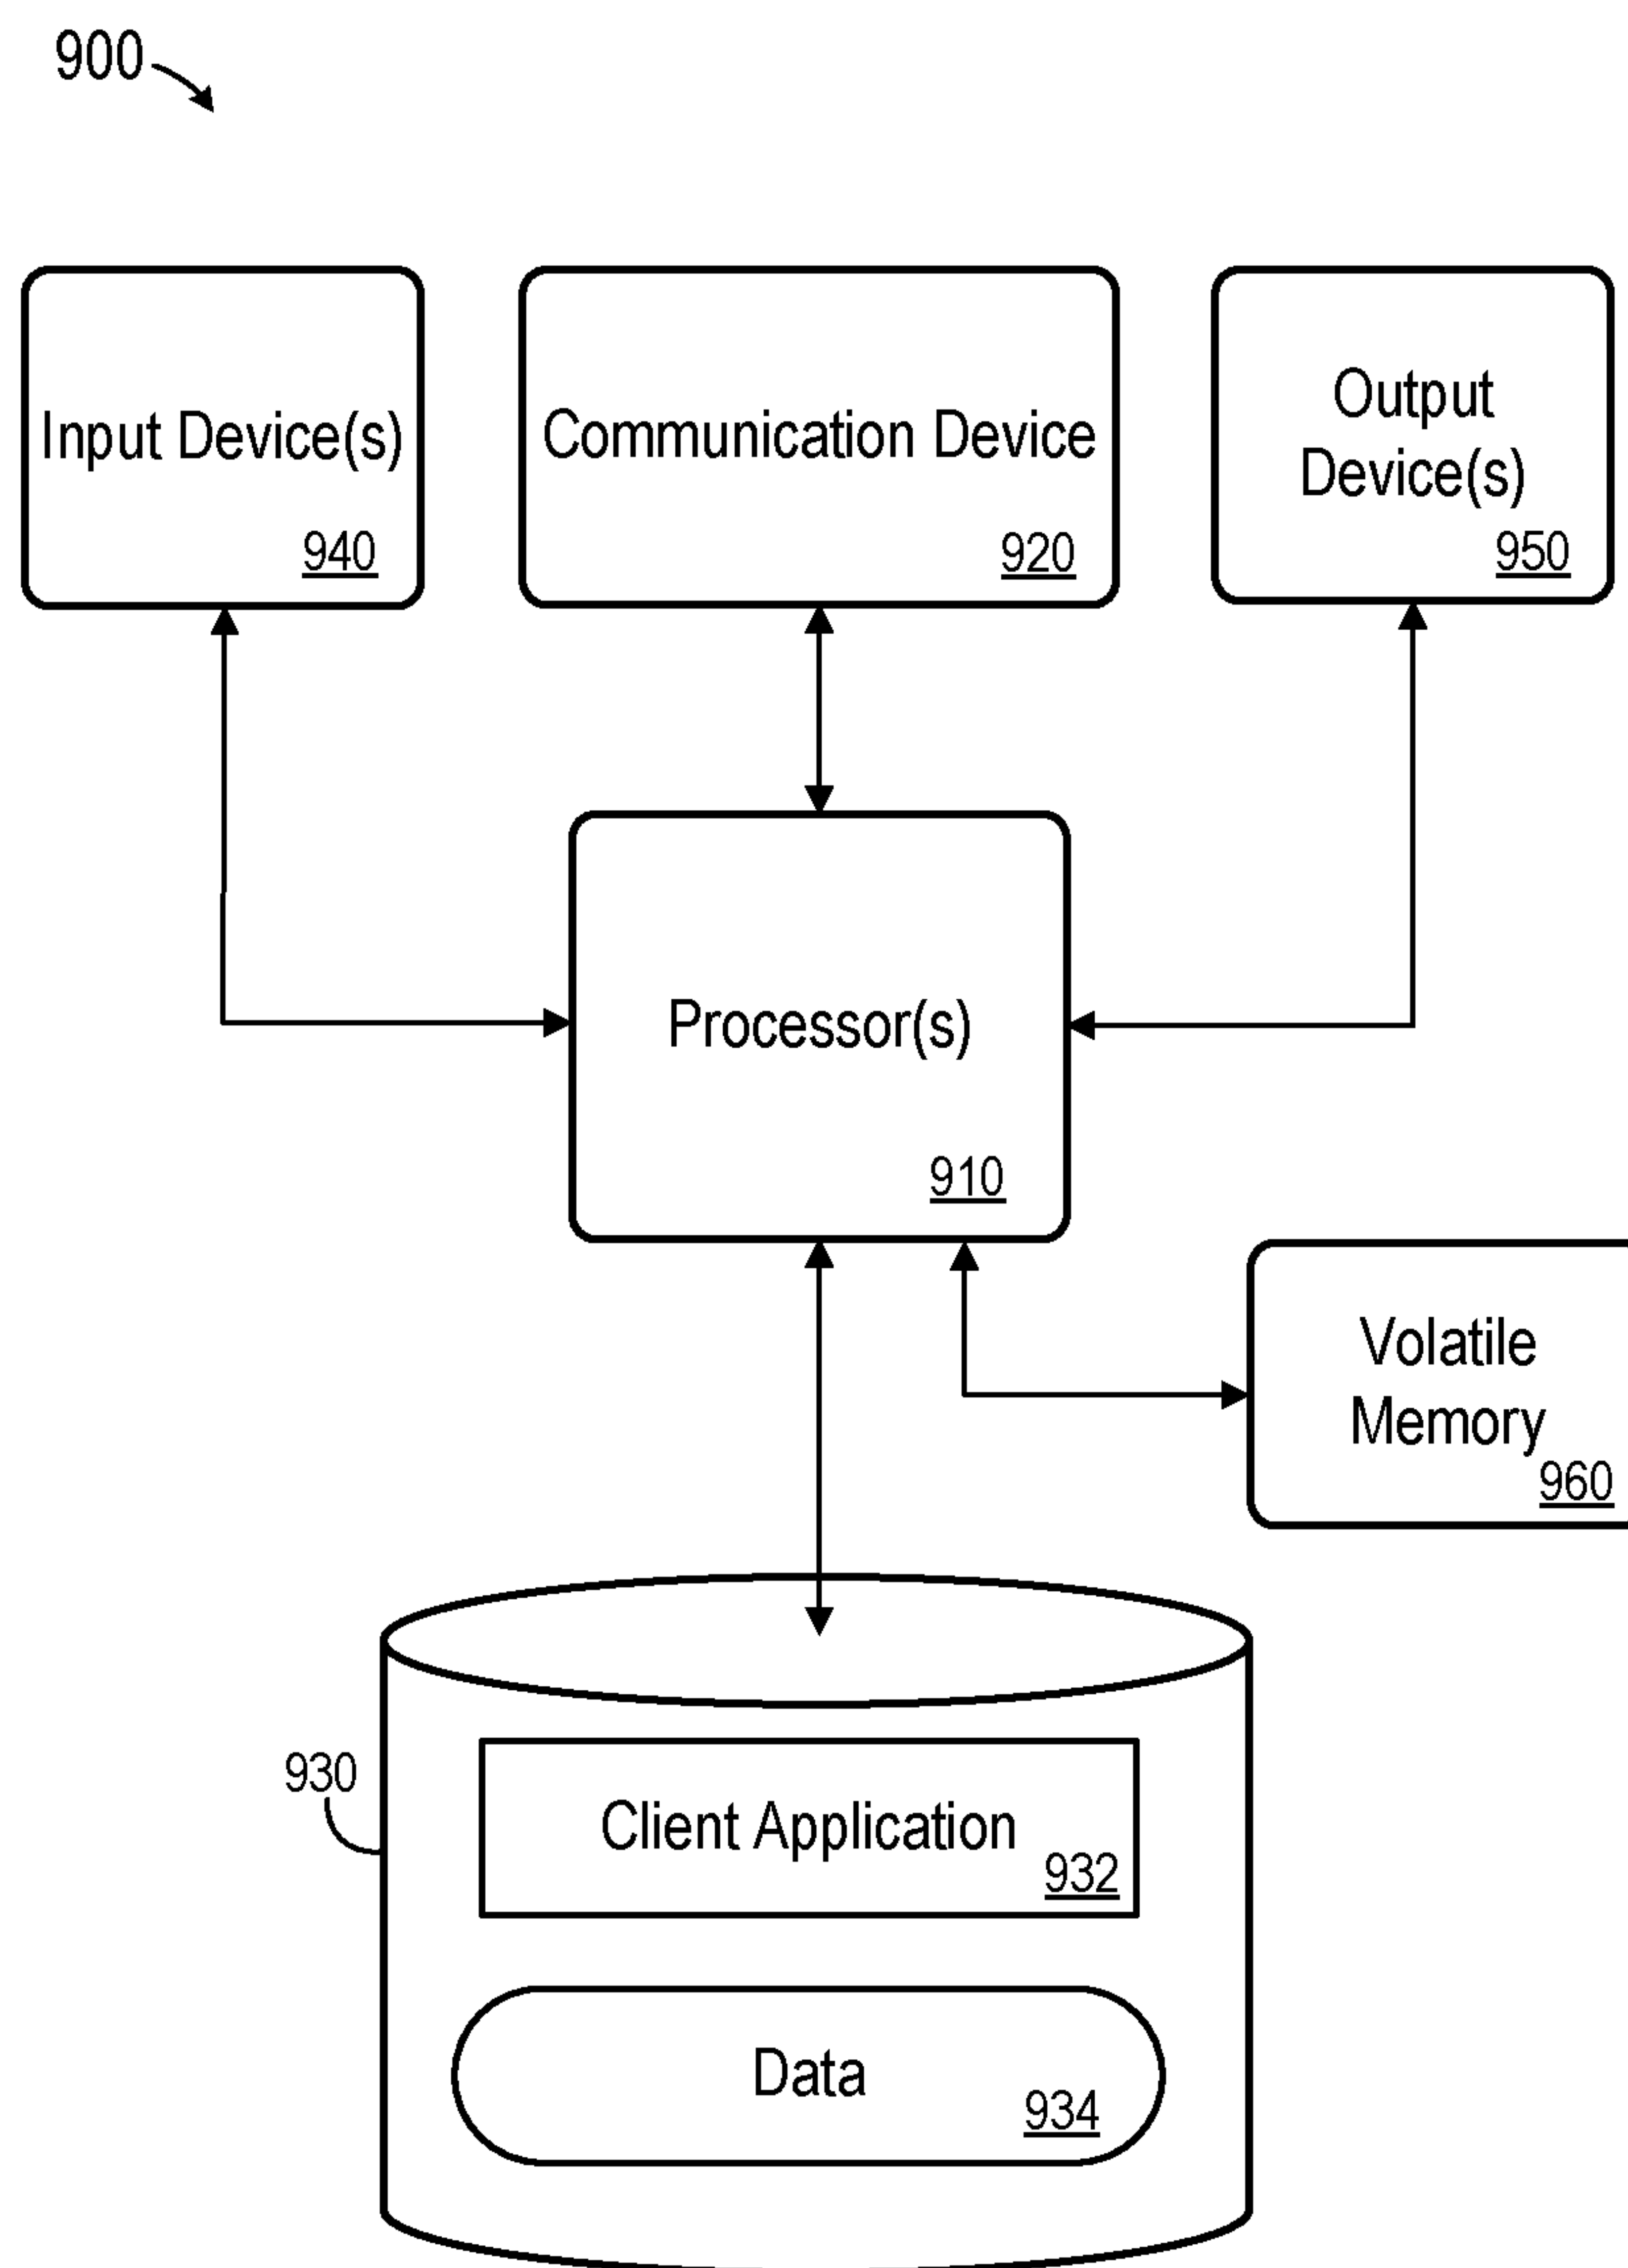 900
Input Device(s)
940
Communication Device
920
Output
Device(s)
950
Processor(s)
910
Volatile
Memory
960
930
Client Application
932
Data
934